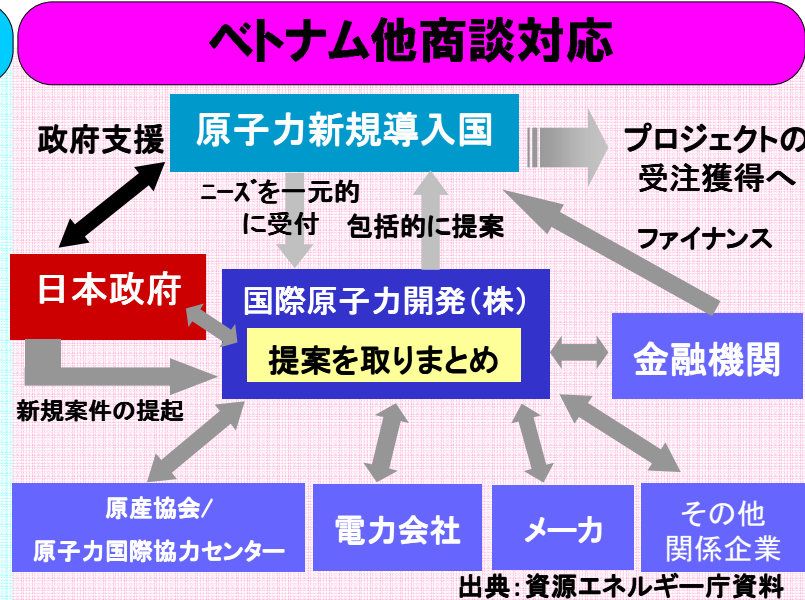 ベトナム他商談対応
政府支援
原子力新規導入国
プロジェクトの
受注獲得へ
ニーズを一元的
に受付
包括的に提案
ファイナンス
日本政府
国際原子力開発(株)
提案を取りまとめ
金融機関
新規案件の提起
原産協会/
原子力国際協力センター
電力会社
メーカ
その他
関係企業
出典:資源エネルギー庁資料